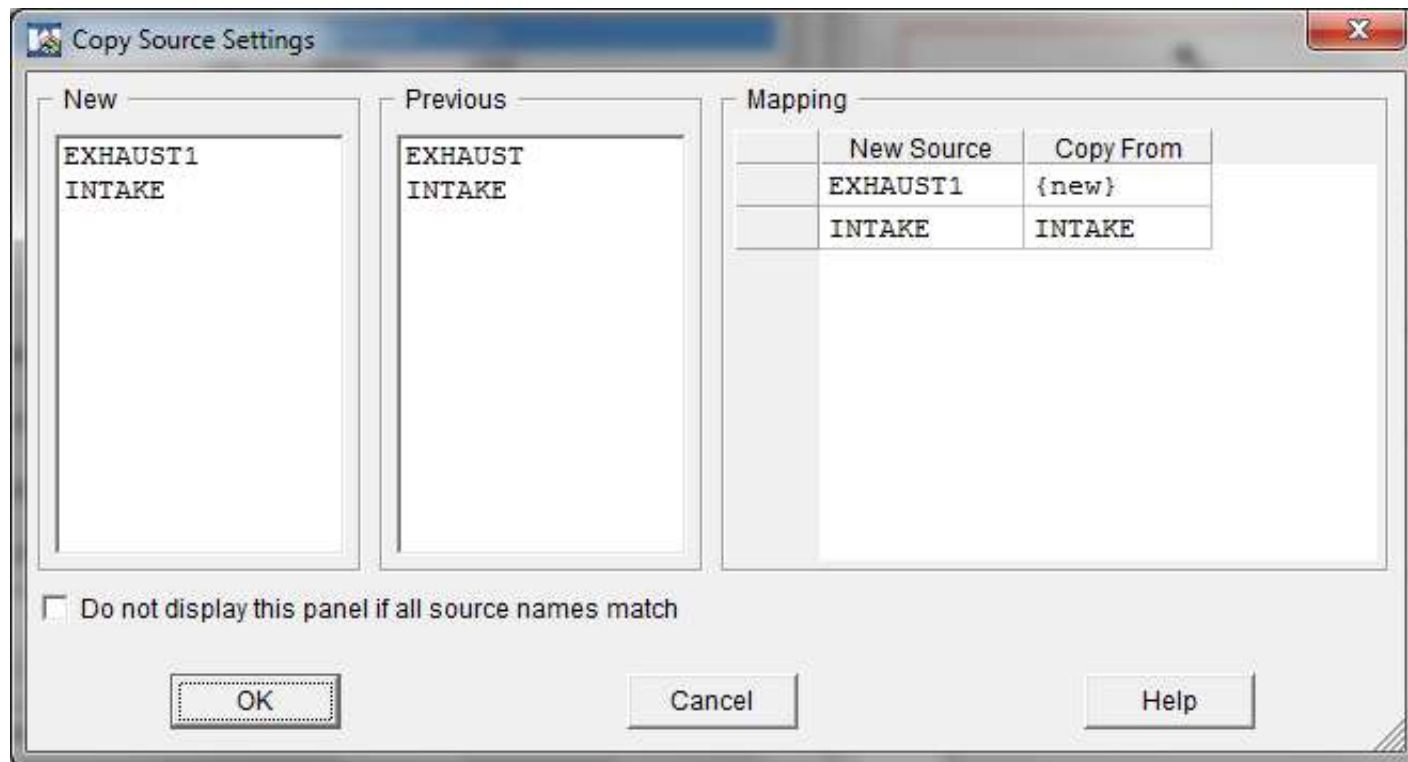 Copy Source Settings
New
EXHAUST1
INTAKE
Previous
EXHAUST
INTAKE
Mapping
New Source Copy From
EXHAUST1 {new}
INTAKE INTAKE
Do not display this panel if all source names match
OK Cancel Help